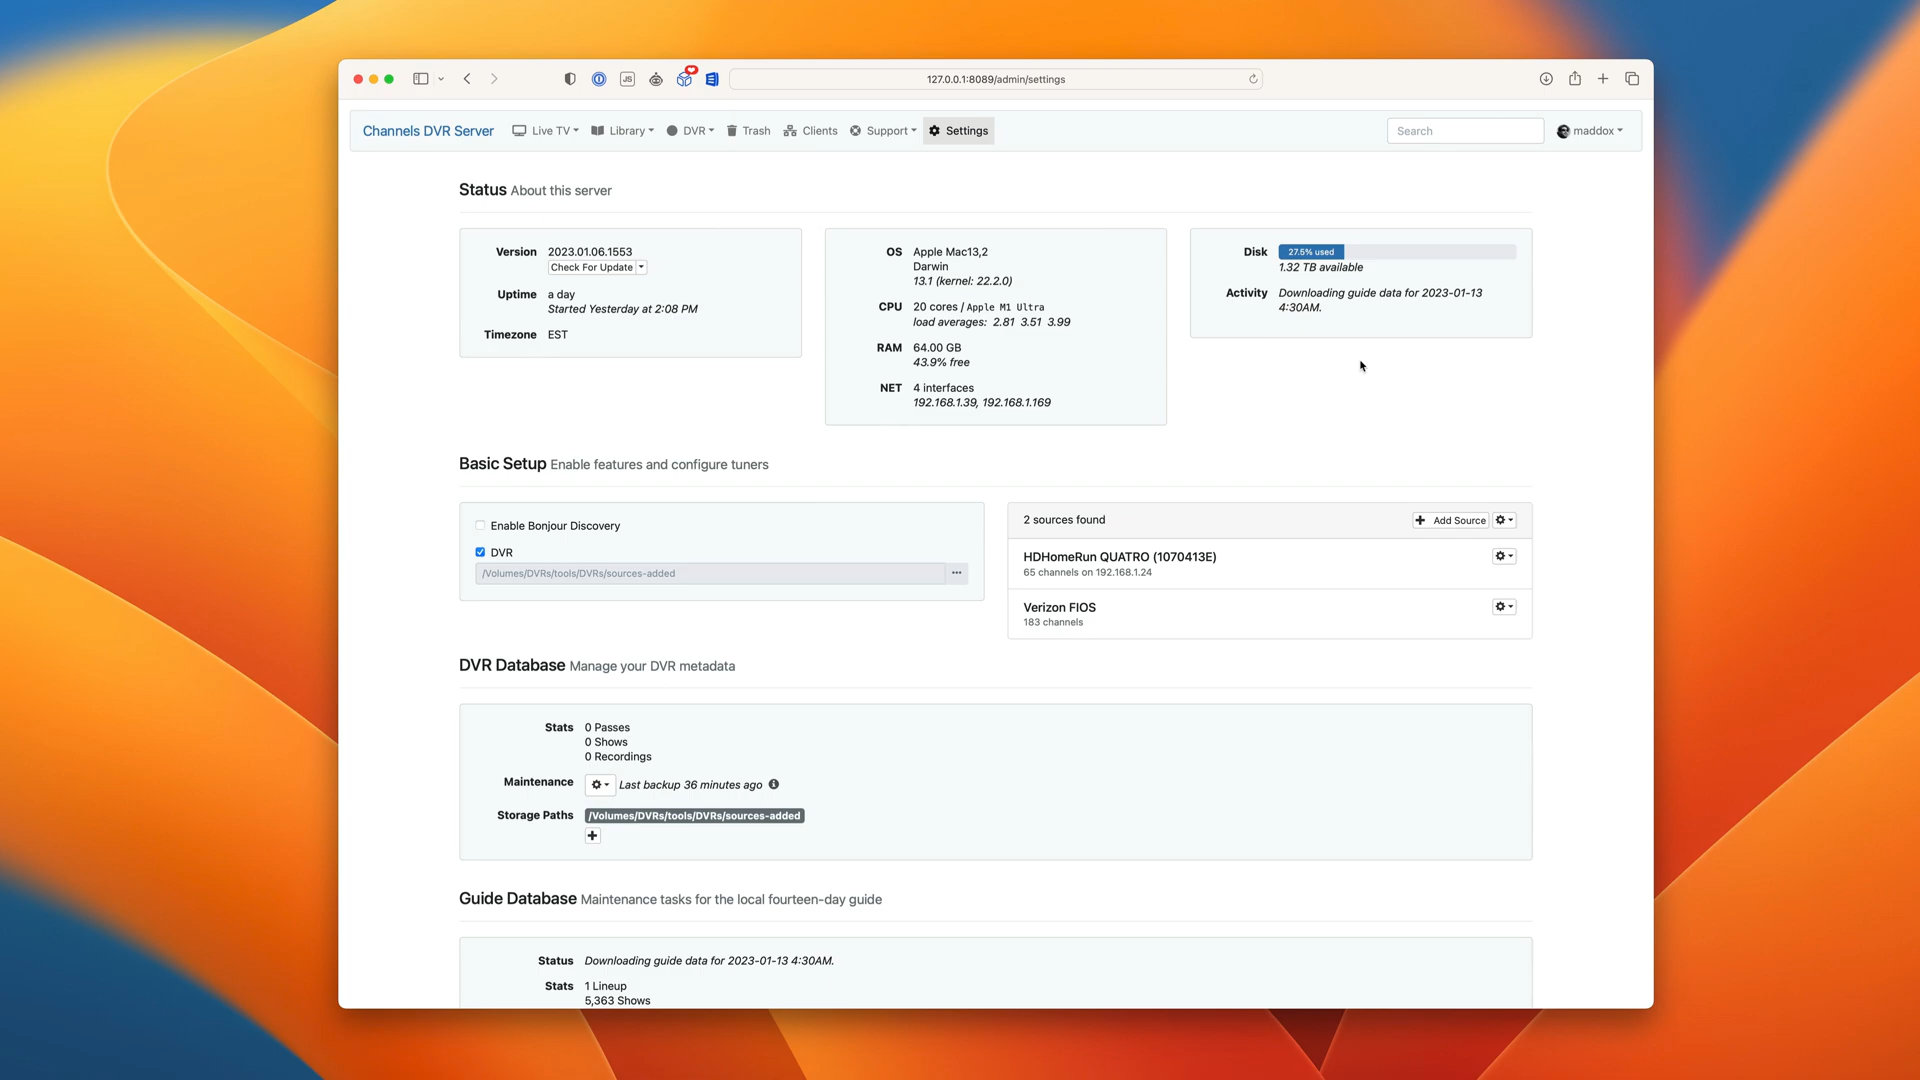 127.0.0.1:8089/admin/settings
JS
Channels DVR Server
Live TV
Library
DVR
Trash
Clients
Support
Settings
Search
maddox
Status About this server
Version 2023.01.06.1553
Check For Update
Uptime a day
Started Yesterday at 2:08 PM
Timezone EST
OS Apple Mac13,2
Darwin
13.1 (kernel: 22.2.0)
CPU 20 cores / Apple M1 Ultra
load averages: 2.81 3.51 3.99
RAM 64.00 GB
43.9% free
NET 4 interfaces
192.168.1.39, 192.168.1.169
Disk 27.5% used
1.32 TB available
Activity Downloading guide data for 2023-01-13
4:30AM.
Basic Setup Enable features and configure tuners
Enable Bonjour Discovery
DVR
/Volumes/DVRs/tools/DVRs/sources-added
2 sources found
Add Source
HDHomeRun QUATRO (1070413E)
65 channels on 192.168.1.24
Verizon FIOS
183 channels
DVR Database Manage your DVR metadata
Stats 0 Passes
0 Shows
0 Recordings
Maintenance Last backup 36 minutes ago
Storage Paths /Volumes/DVRs/tools/DVRs/sources-added
Guide Database Maintenance tasks for the local fourteen-day guide
Status Downloading guide data for 2023-01-13 4:30AM.
Stats 1 Lineup
5,363 Shows